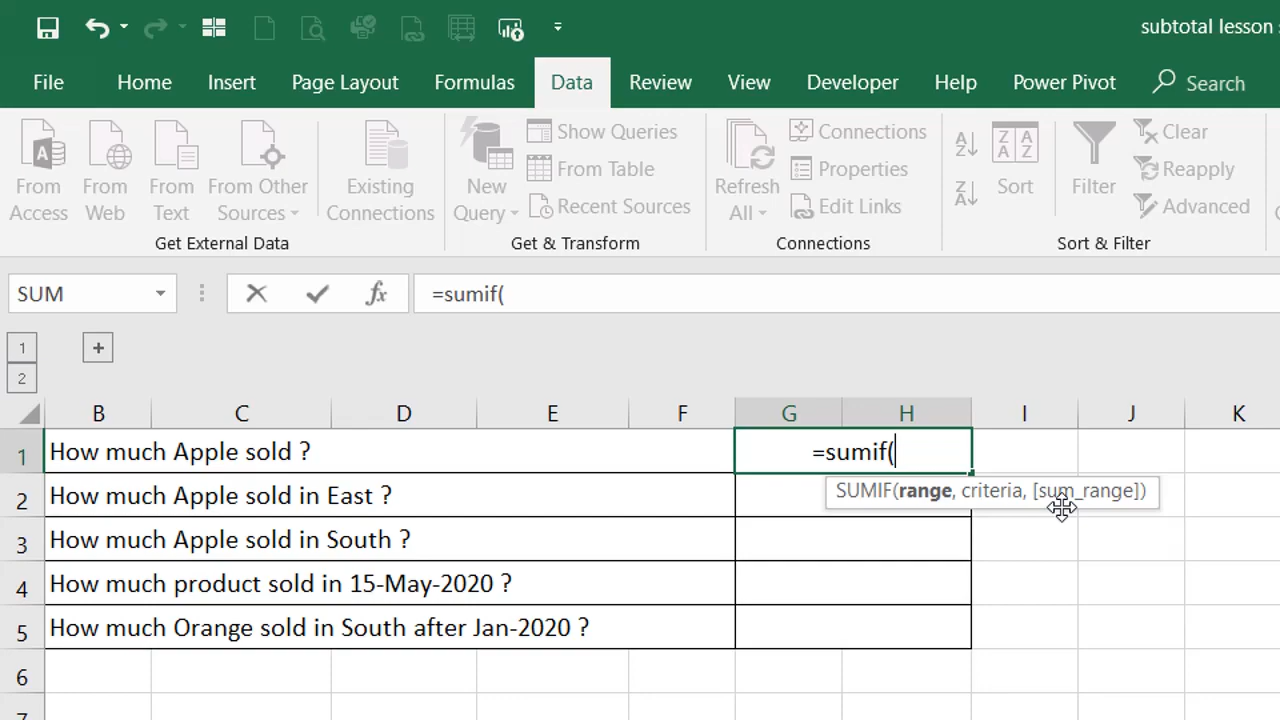 subtotal lesson
File Home Insert Page Layout Formulas Data Review View Developer Help Power Pivot Search
From Access
From Web
From Text
From Other Sources
Existing Connections
Get External Data
New Query
Show Queries
From Table
Recent Sources
Get & Transform
Refresh All
Connections
Properties
Edit Links
Connections
Sort
Filter
Clear
Reapply
Advanced
Sort & Filter
SUM =sumif(
1 +
2
B C D E F G H I J K
1 How much Apple sold ? =sumif(
SUMIF(range, criteria, [sum_range])
2 How much Apple sold in East ?
3 How much Apple sold in South ?
4 How much product sold in 15-May-2020 ?
5 How much Orange sold in South after Jan-2020 ?
6
7